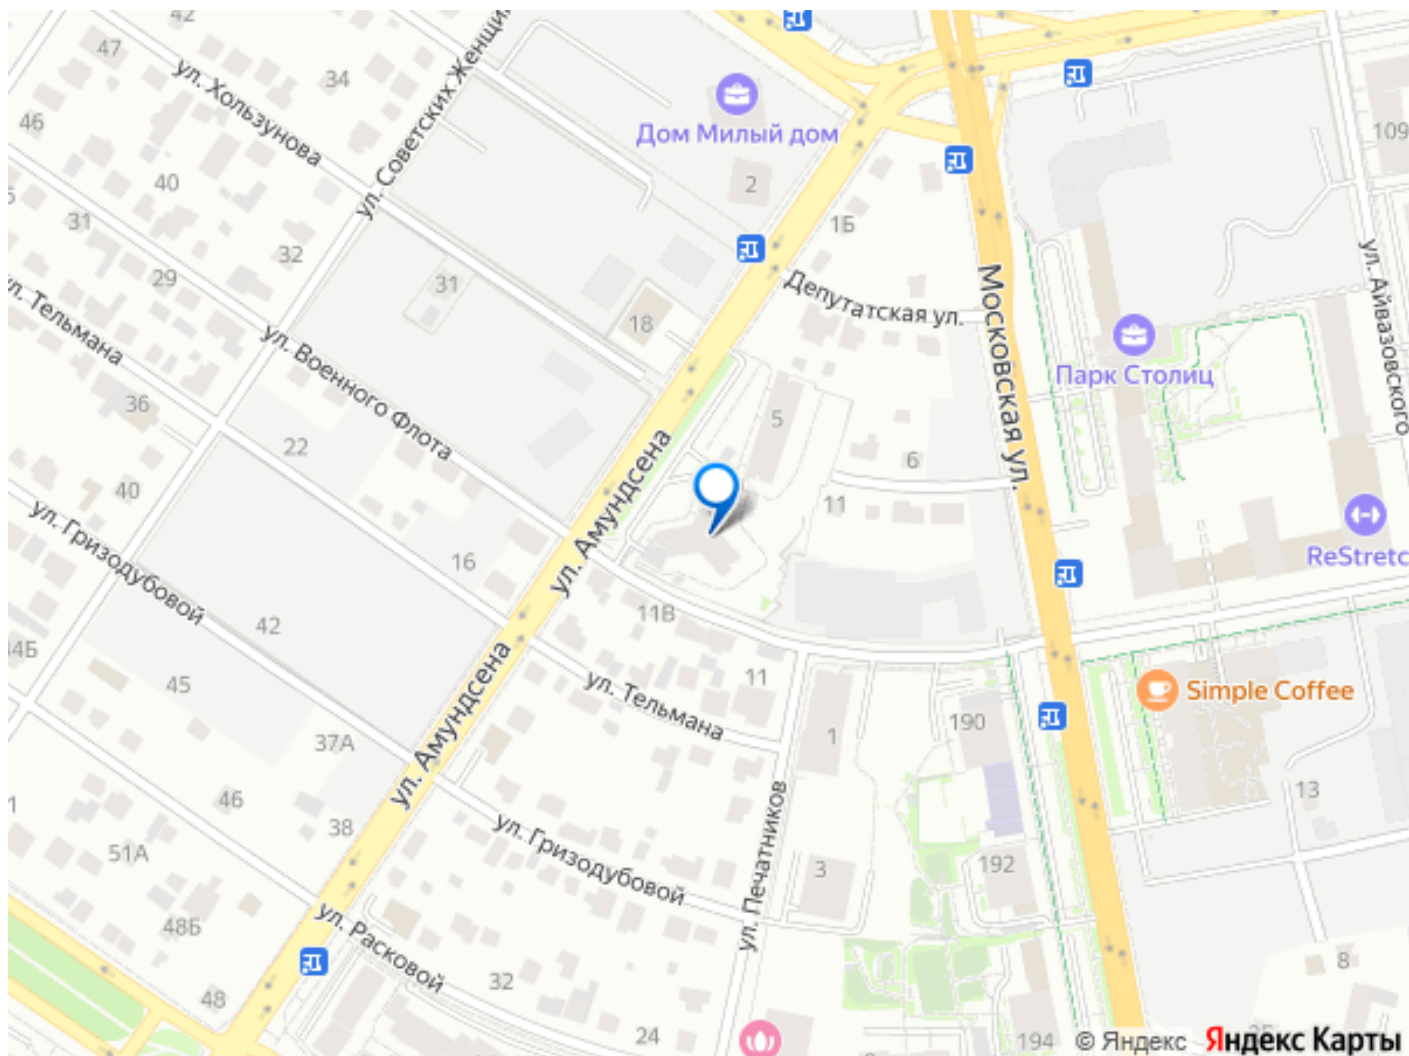 42
47
34
ул. Хользунова
ул. Советских Женщин
46
Дом Милый дом
109
40
2
1Б
31
32
29
31
ул. Айвазовского
ул. Тельмана
18
Депутатская ул.
Московская ул.
Парк Столиц
ул. Военного Флота
36
22
5
6
40
11
ReStretc
ул. Гризодубовой
16
ул. Амундсена
42
11В
34Б
45
11
ул. Тельмана
Simple Coffee
37А
ул. Амундсена
190
1
46
13
38
51А
ул. Гризодубовой
3
192
ул. Печатников
48Б
ул. Расковой
32
8
48
24
194
© Яндекс
Яндекс Карты